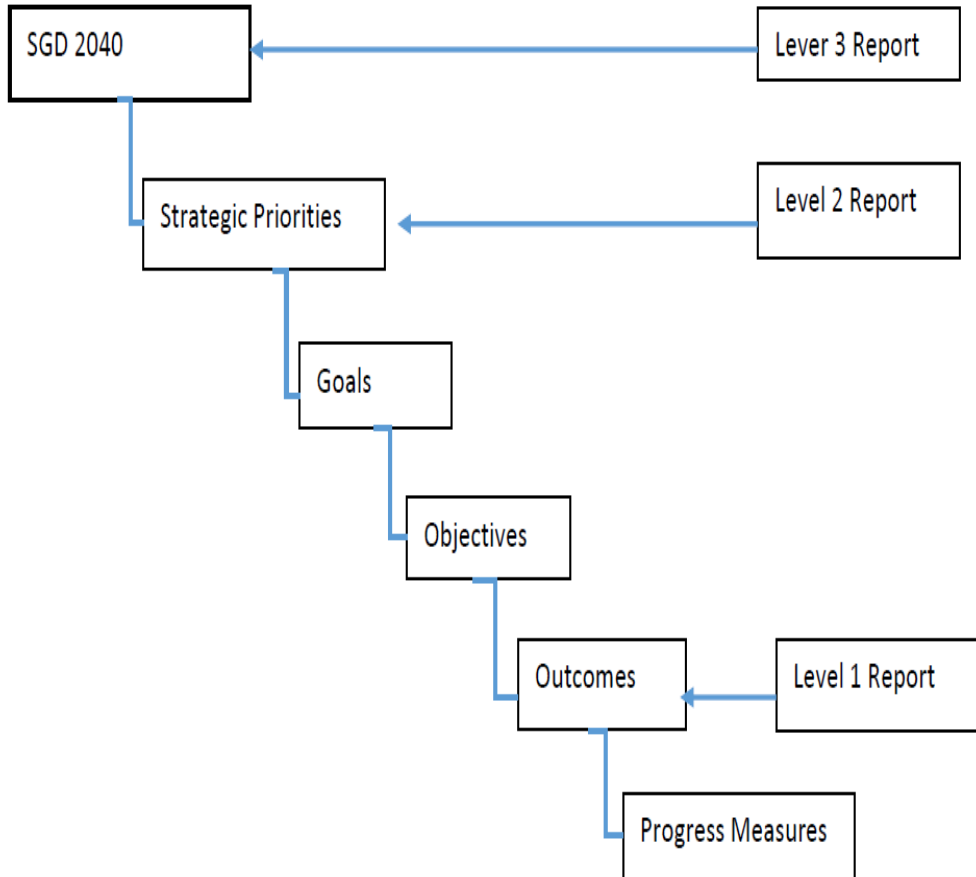 SGD 2040
Lever 3 Report
Strategic Priorities
Level 2 Report
Goals
Objectives
Outcomes
Level 1 Report
Progress Measures